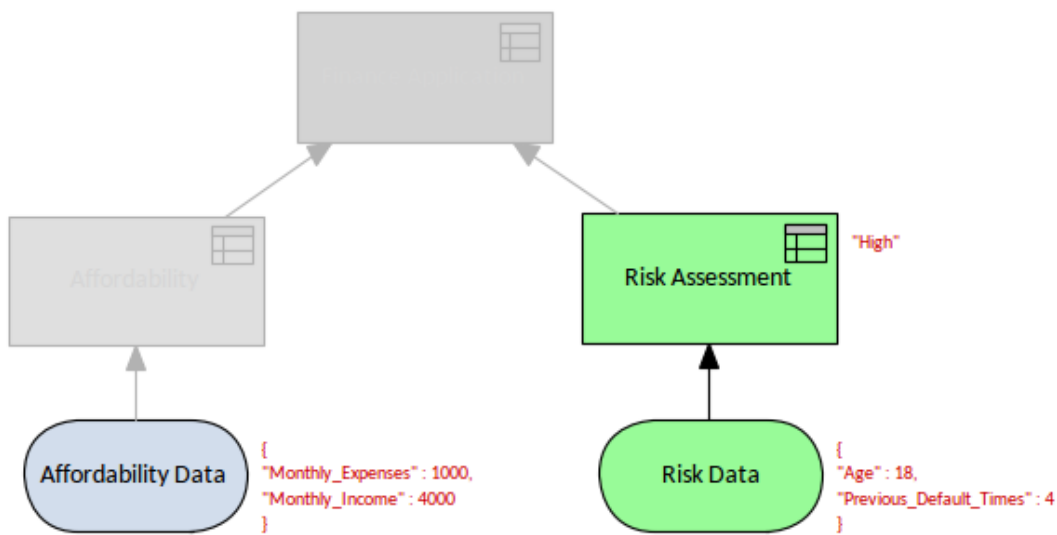 Affordability
Risk Assessment
"High"
Affordability Data
{
"Monthly_Expenses" : 1000,
"Monthly_Income" : 4000
}
Risk Data
{
"Age" : 18,
"Previous_Default_Times" : 4
}